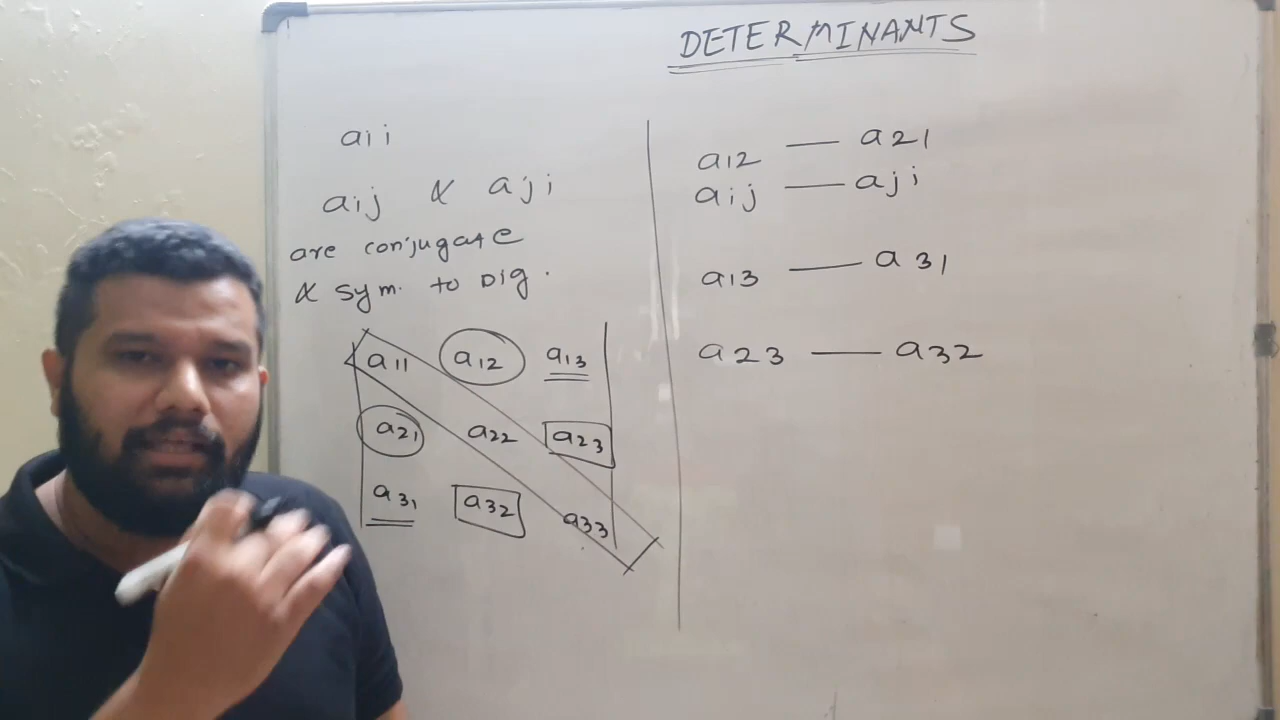 DETERMINANTS
aii
aij & aji
are conjugate
& sym. to Dig.
a11 a12 a13
a21 a22 a23
a31 a32 a33
a12 — a21
aij — aji
a13 — a31
a23 — a32